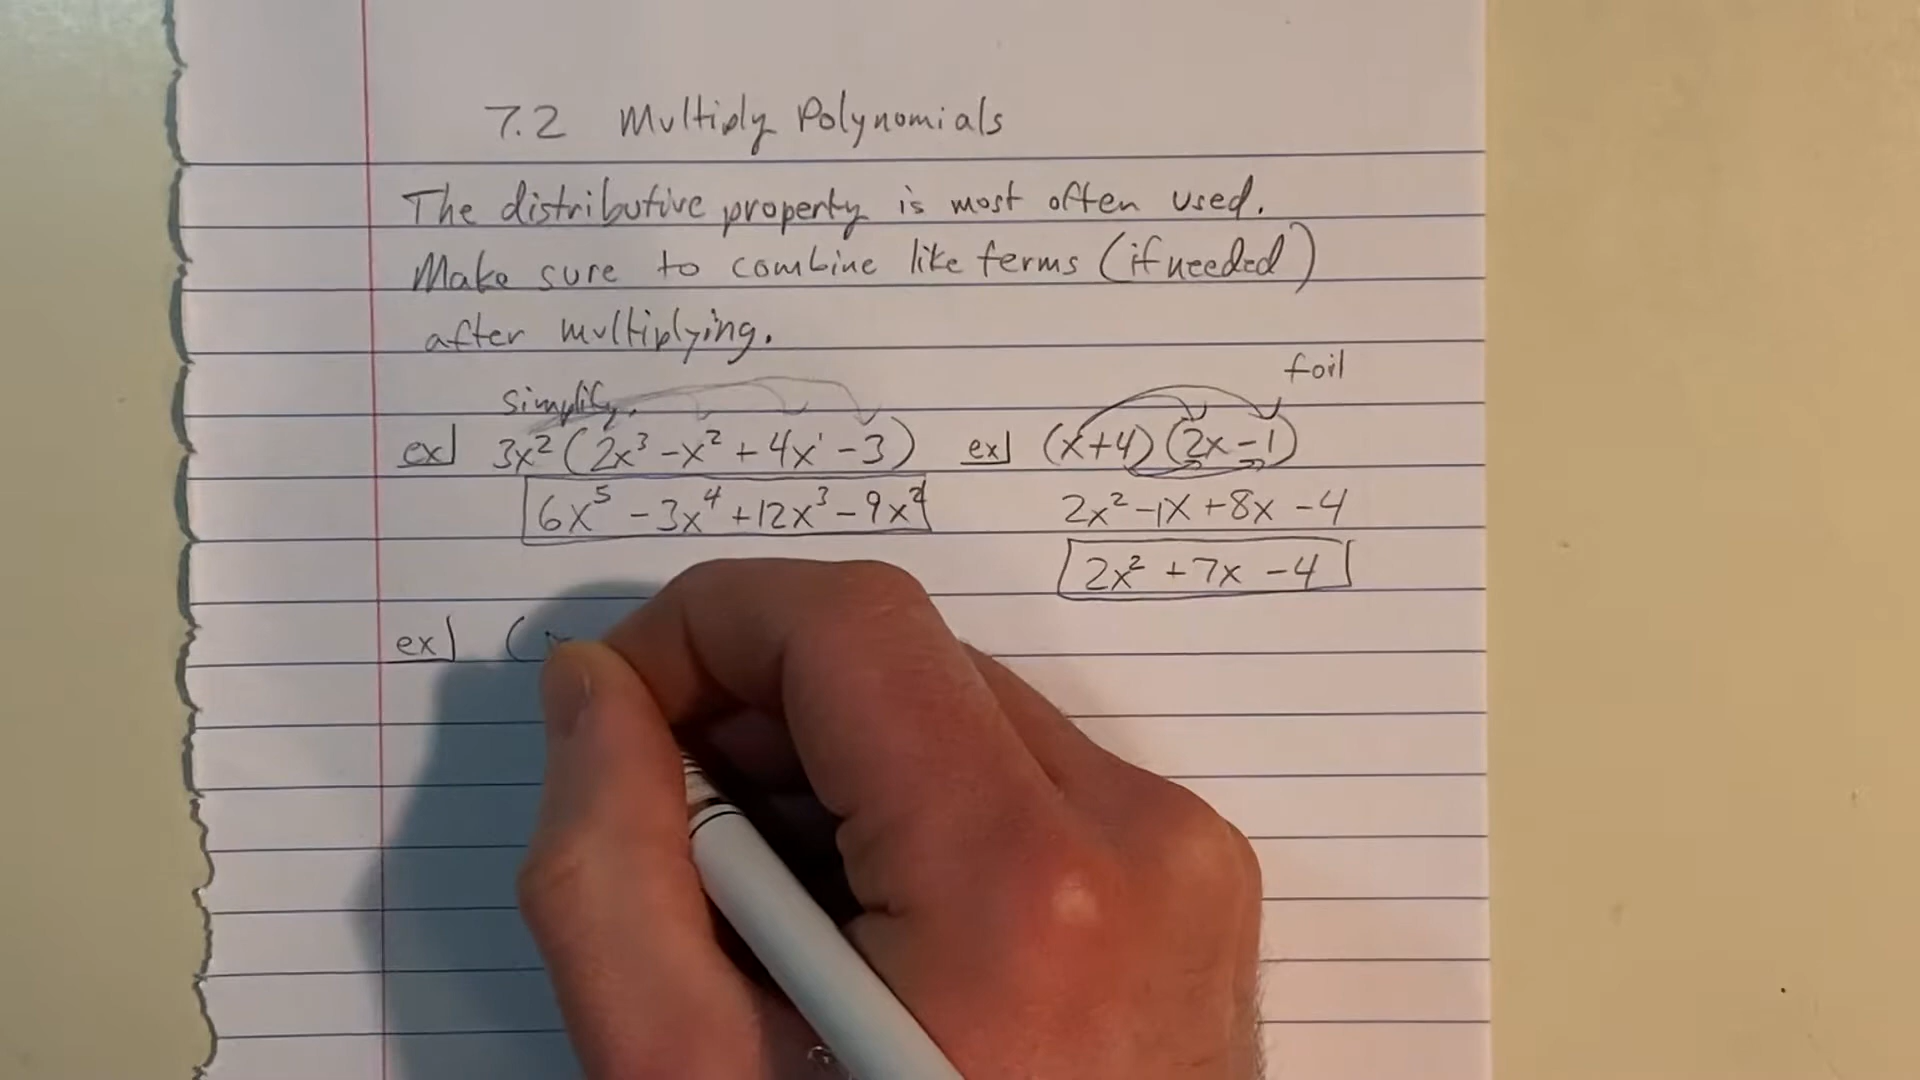 7.2 Multiply Polynomials
The distributive property is most often used.
Make sure to combine like terms (if needed)
after multiplying.
foil
simplify.
ex] 3x²(2x³-x²+4x¹-3) ex] (x+4)(2x-1)
6x⁵-3x⁴+12x³-9x² 2x²-1x+8x-4
2x²+7x-4
ex] (